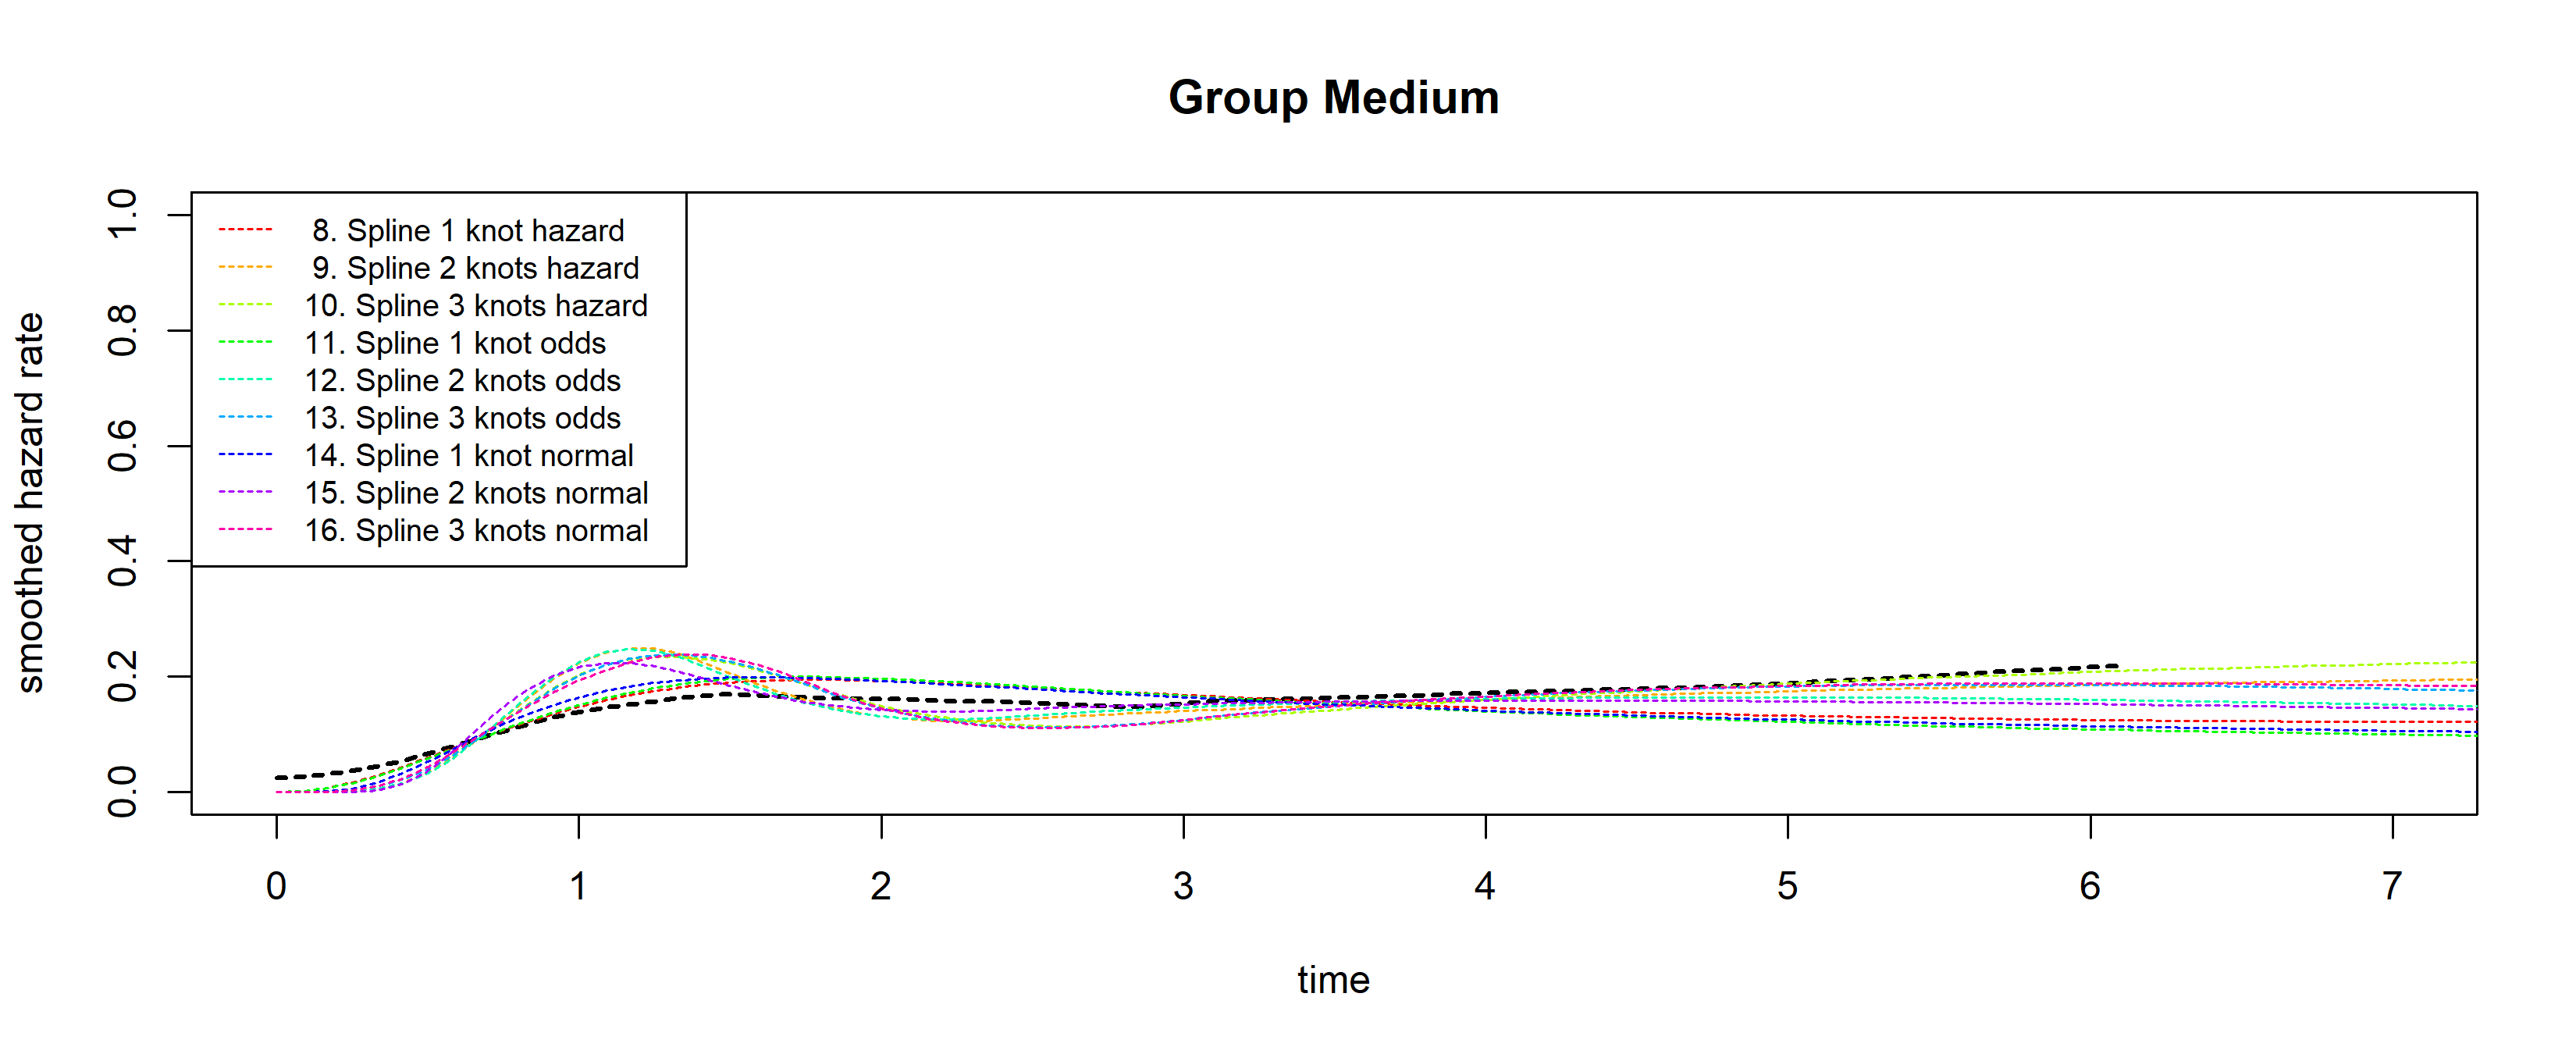 Group Medium
smoothed hazard rate
1.0
0.8
0.6
0.4
0.2
0.0
8. Spline 1 knot hazard
9. Spline 2 knots hazard
10. Spline 3 knots hazard
11. Spline 1 knot odds
12. Spline 2 knots odds
13. Spline 3 knots odds
14. Spline 1 knot normal
15. Spline 2 knots normal
16. Spline 3 knots normal
0 1 2 3 4 5 6 7
time